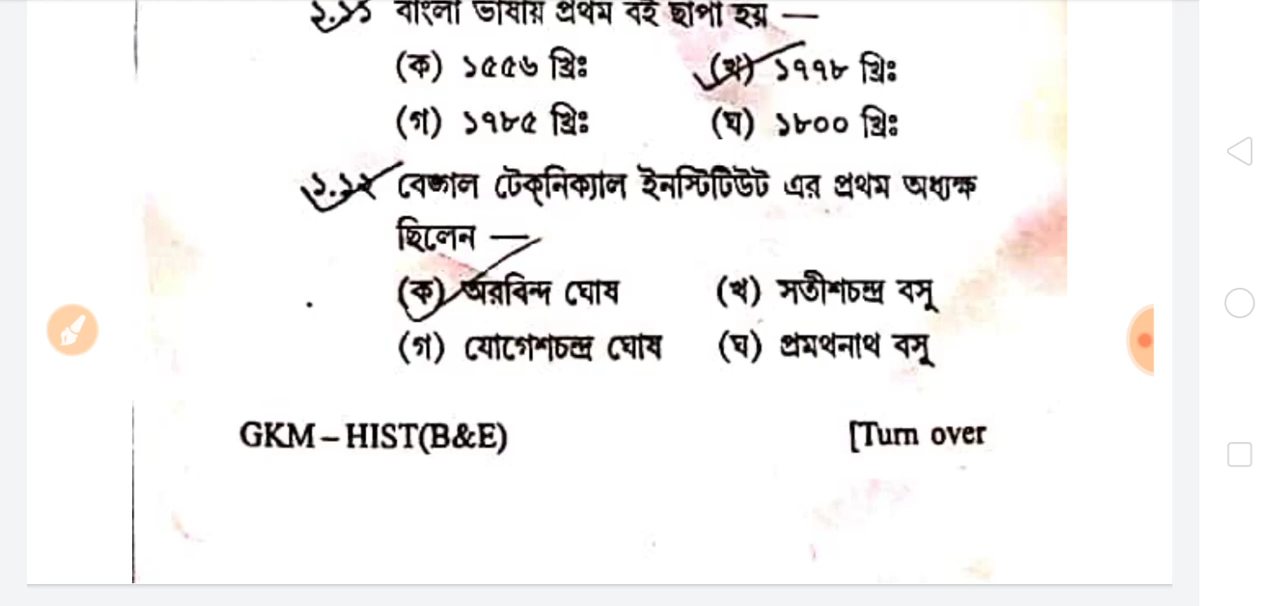 ১.১১ বাংলা ভাষায় প্রথম বই ছাপা হয় —
(ক) ১৫৫৬ খ্রিঃ (খ) ১৭৭৮ খ্রিঃ
(গ) ১৭৮৫ খ্রিঃ (ঘ) ১৮০০ খ্রিঃ
১.১২ বেঙ্গল টেক্‌নিক্যাল ইনস্টিটিউট এর প্রথম অধ্যক্ষ
ছিলেন —
(ক) অরবিন্দ ঘোষ (খ) সতীশচন্দ্র বসু
(গ) যোগেশচন্দ্র ঘোষ (ঘ) প্রমথনাথ বসু
GKM – HIST(B&E) [Turn over